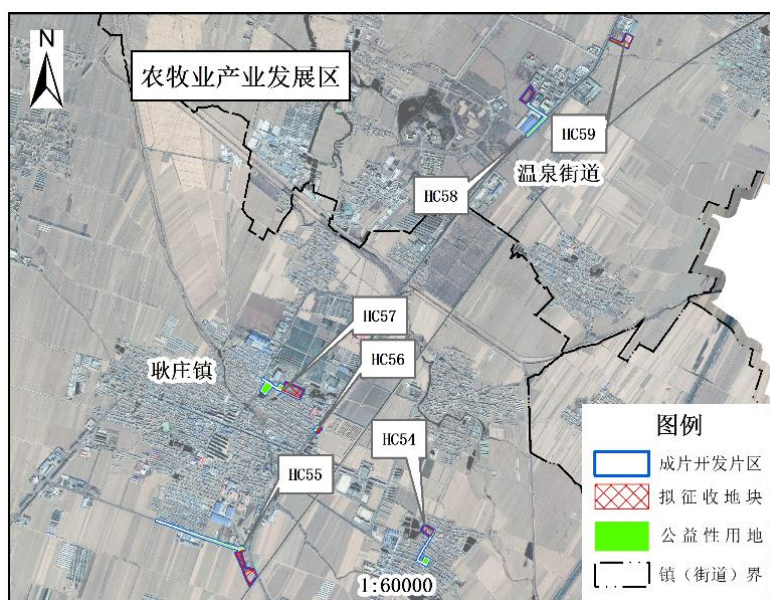 N
农牧业产业发展区
HC59
温泉街道
HC58
HC57
HC56
耿庄镇
HC54
HC55
1:60000
图例
成片开发片区
拟征收地块
公益性用地
镇（街道）界